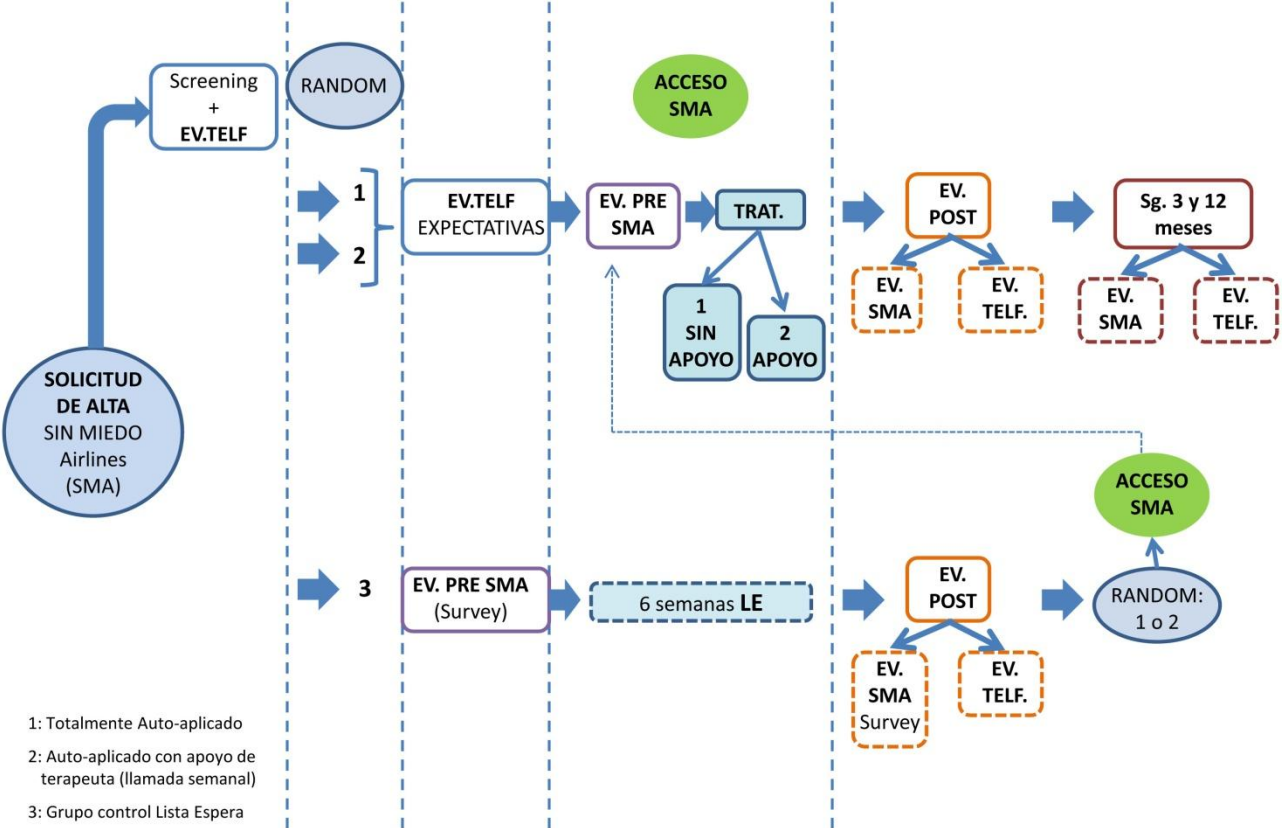 Screening
+
EV.TELF
RANDOM
ACCESO
SMA
1
2
EV.TELF
EXPECTATIVAS
EV. PRE
SMA
TRAT.
1
SIN
APOYO
2
APOYO
EV.
POST
EV.
SMA
EV.
TELF.
Sg. 3 y 12
meses
EV.
SMA
EV.
TELF.
SOLICITUD
DE ALTA
SIN MIEDO
Airlines
(SMA)
3
EV. PRE SMA
(Survey)
6 semanas LE
EV.
POST
EV.
SMA
Survey
EV.
TELF.
RANDOM:
1 o 2
ACCESO
SMA
1: Totalmente Auto-aplicado
2: Auto-aplicado con apoyo de
terapeuta (llamada semanal)
3: Grupo control Lista Espera